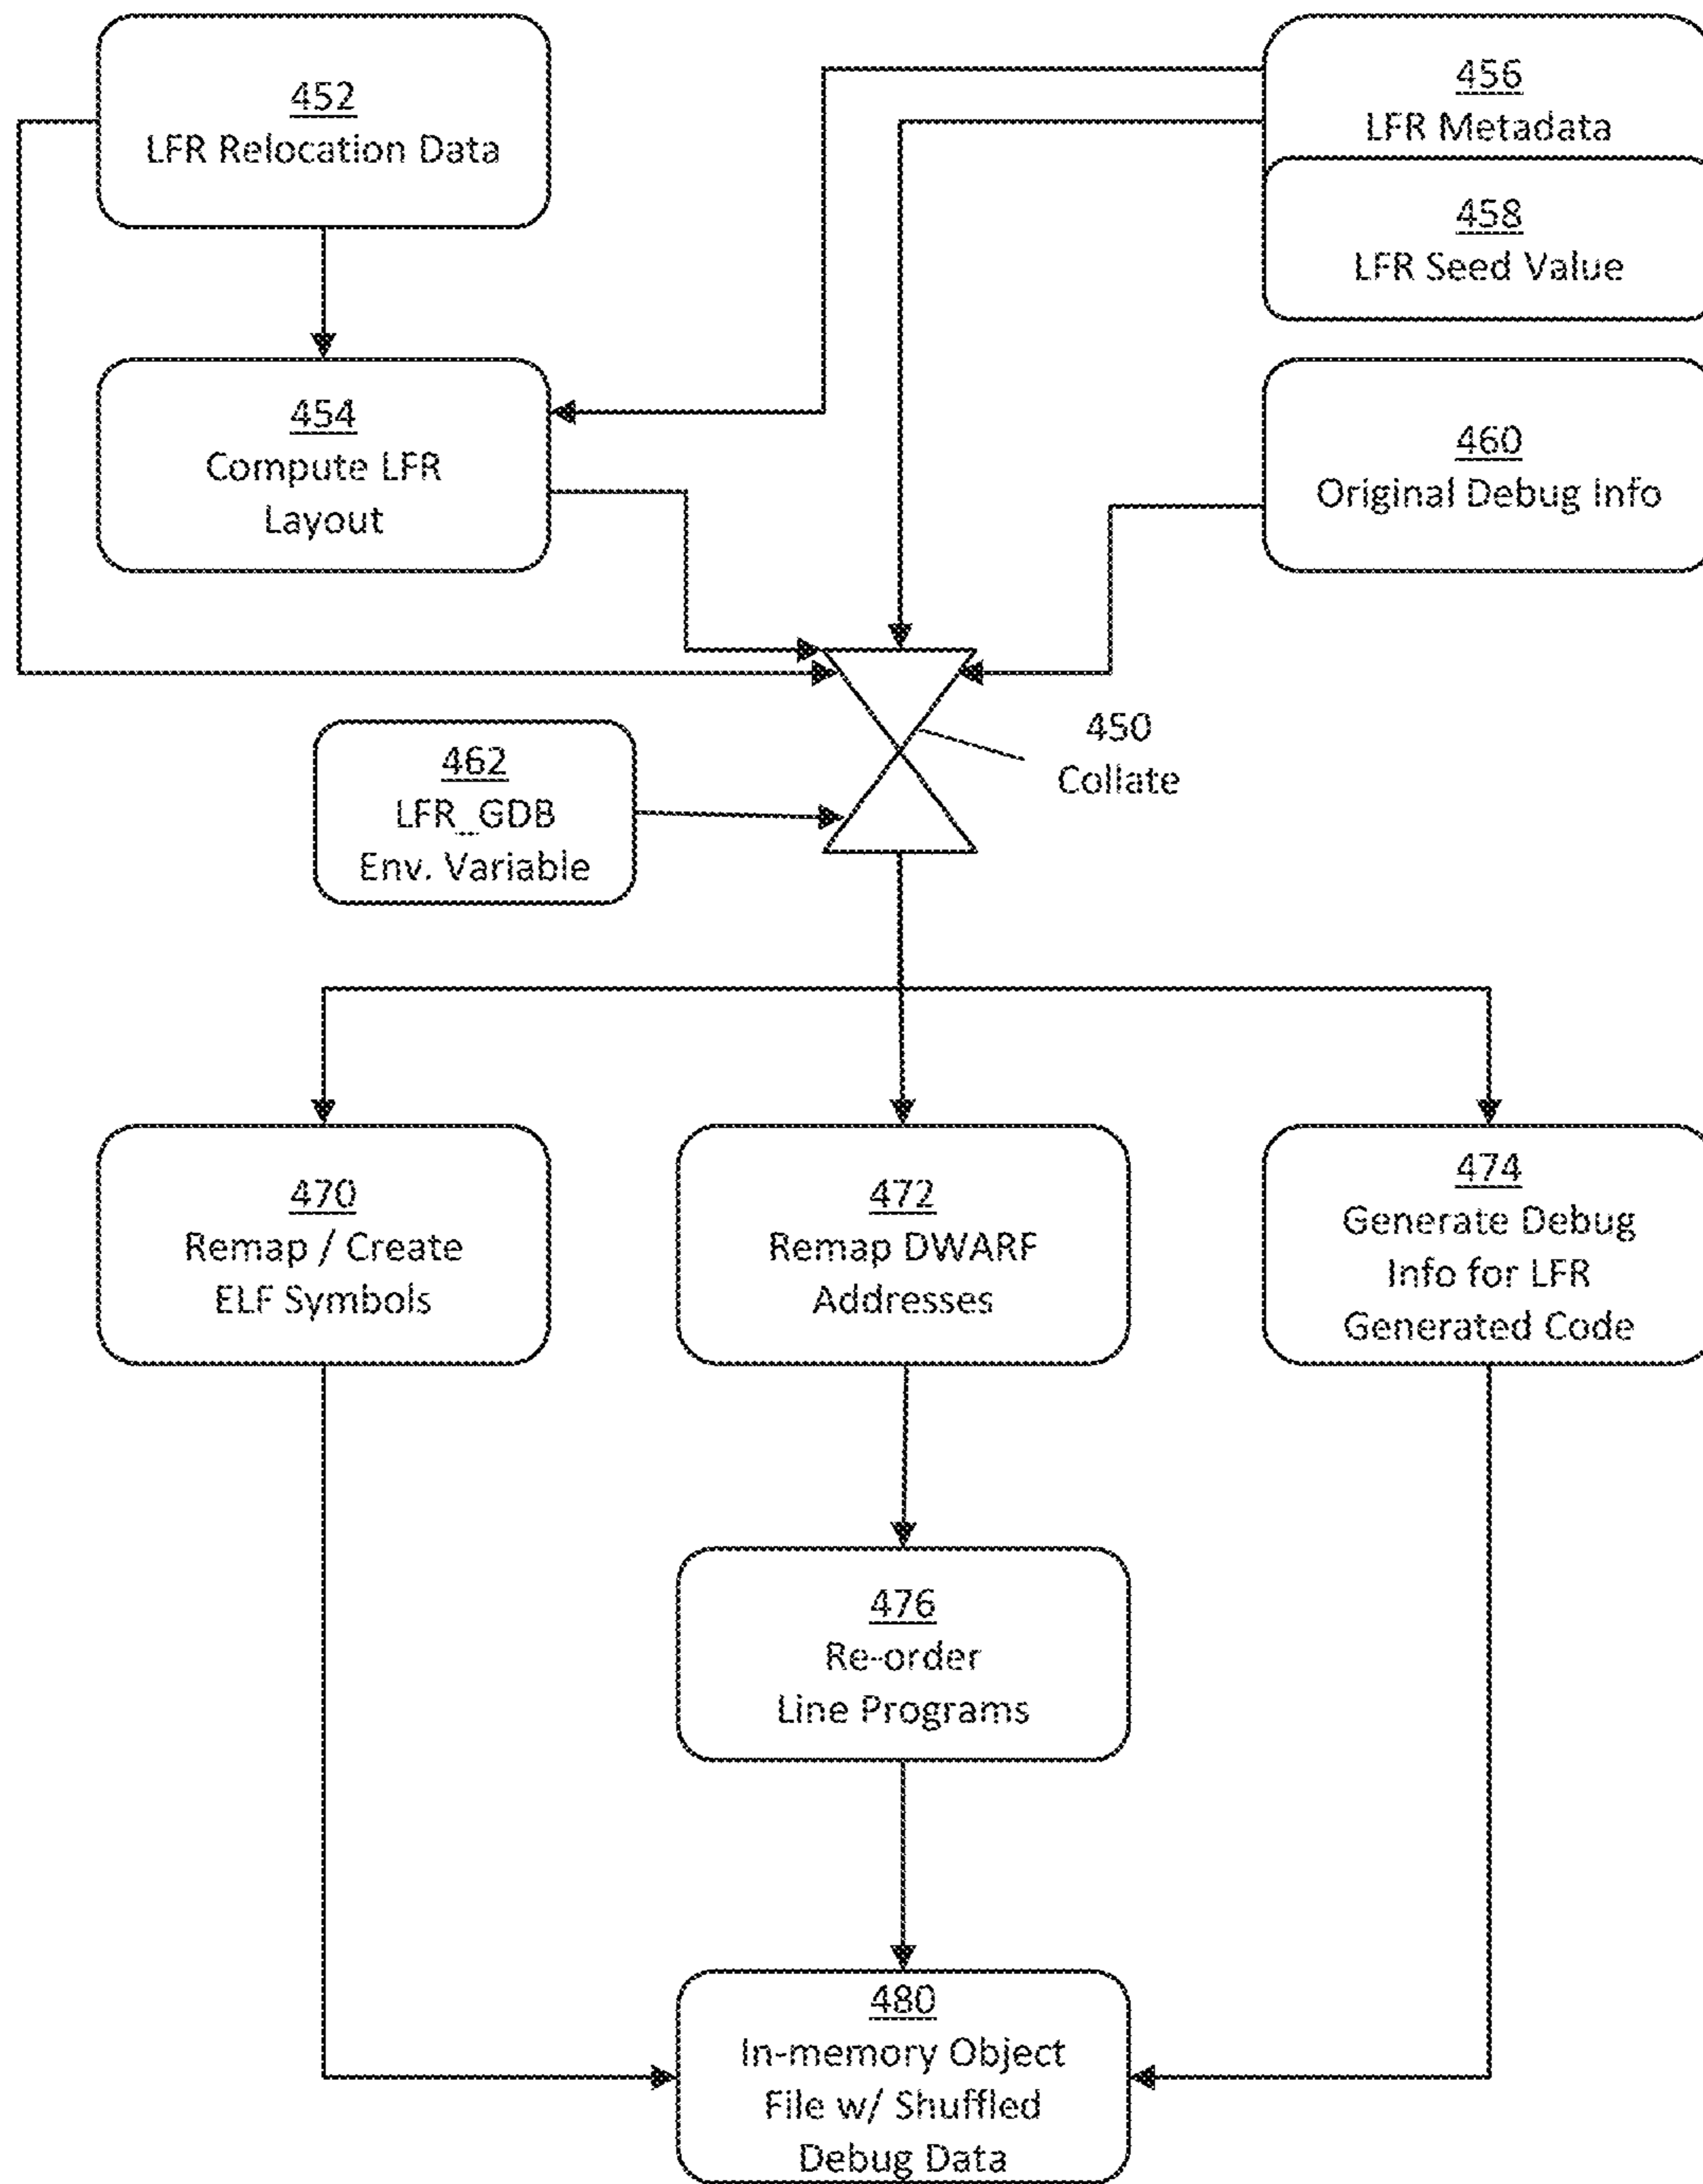 452
LFR Relocation Data
456
LFR Metadata
458
LFR Seed Value
454
Compute LFR
Layout
460
Original Debug Info
450
Collate
462
LFR_GDB
Env. Variable
470
Remap / Create
ELF Symbols
472
Remap DWARF
Addresses
474
Generate Debug
Info for LFR
Generated Code
476
Re-order
Line Programs
480
In-memory Object
File w/ Shuffled
Debug Data